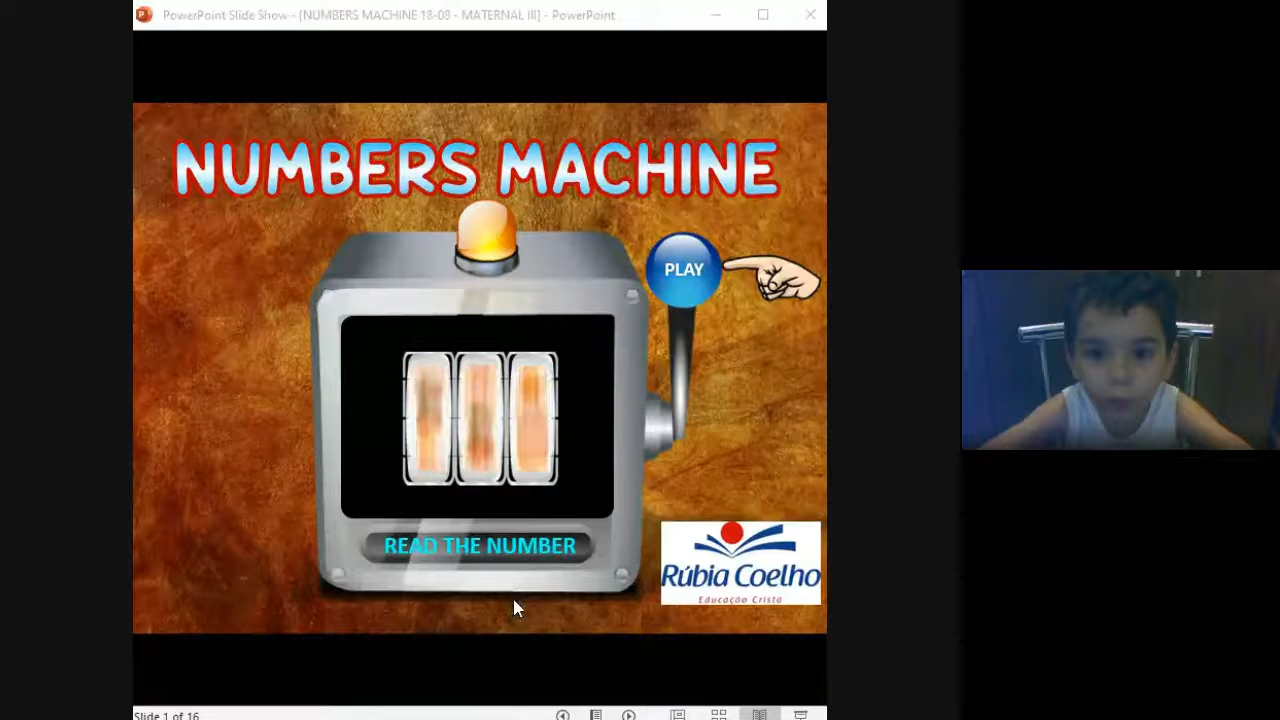 PowerPoint Slide Show - [NUMBERS MACHINE 18-09 - MATERNAL III] - PowerPoint
NUMBERS MACHINE
PLAY
READ THE NUMBER
Rúbia Coelho
Educação Cristã
Slide 1 of 16